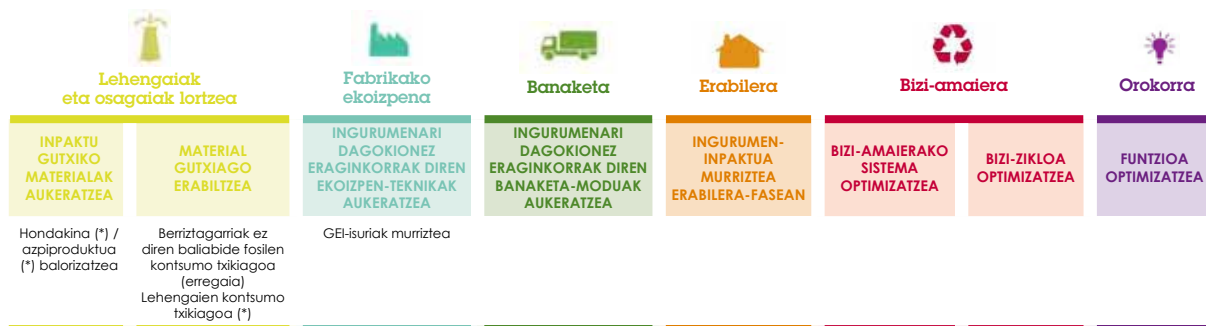 Lehengaiak
eta osagaiak lortzea
Fabrikako
ekoizpena
Banaketa
Erabilera
Bizi-amaiera
Orokorra
INPAKTU
GUTXIKO
MATERIALAK
AUKERATZEA
MATERIAL
GUTXIAGO
ERABILTZEA
INGURUMENARI
DAGOKIONEZ
ERAGINKORRAK DIREN
EKOIZPEN-TEKNIKAK
AUKERATZEA
INGURUMENARI
DAGOKIONEZ
ERAGINKORRAK DIREN
BANAKETA-MODUAK
AUKERATZEA
INGURUMEN-
INPAKTUA
MURRIZTEA
ERABILERA-FASEAN
BIZI-AMAIERAKO
SISTEMA
OPTIMIZATZEA
BIZI-ZIKLOA
OPTIMIZATZEA
FUNTZIOA
OPTIMIZATZEA
Hondakina (*) /
azpiproduktua
(*) balorizatzea
Berriztagarriak ez
diren baliabide fosilen
kontsumo txikiagoa
(erregaia)
Lehengaien kontsumo
txikiagoa (*)
GEI-isuriak murriztea